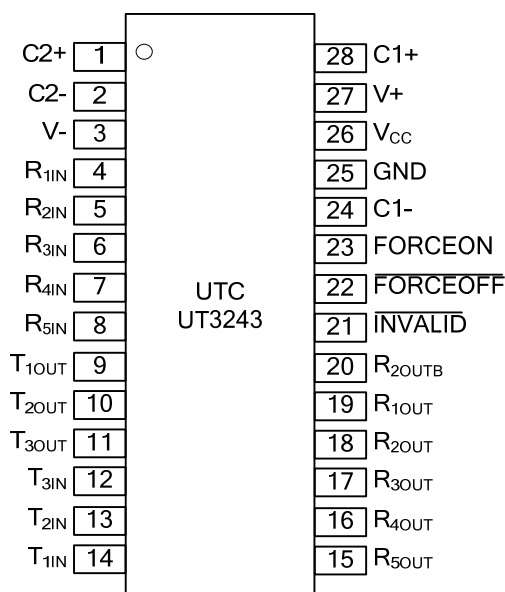 C2+ 1 28 C1+
C2- 2 27 V+
V- 3 26 VCC
R1IN 4 25 GND
R2IN 5 24 C1-
R3IN 6 23 FORCEON
R4IN 7 22 FORCEOFF
UTC
R5IN 8 21 INVALID
UT3243
T1OUT 9 20 R2OUTB
T2OUT 10 19 R1OUT
T3OUT 11 18 R2OUT
T3IN 12 17 R3OUT
T2IN 13 16 R4OUT
T1IN 14 15 R5OUT